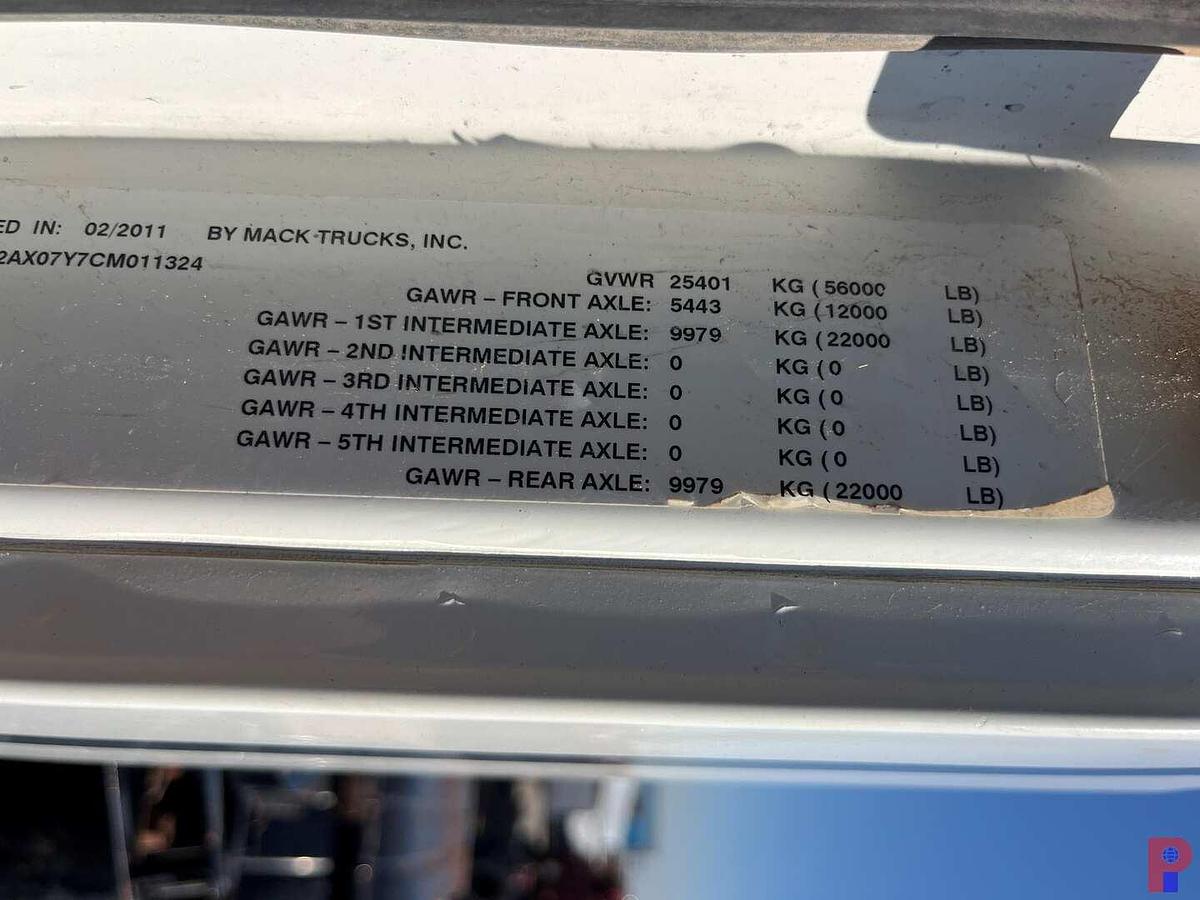 ED IN: 02/2011 BY MACK TRUCKS, INC.
2AX07Y7CM011324
GVWR 25401 KG (56000 LB)
GAWR – FRONT AXLE: 5443 KG (12000 LB)
GAWR – 1ST INTERMEDIATE AXLE: 9979 KG (22000 LB)
GAWR – 2ND INTERMEDIATE AXLE: 0 KG (0 LB)
GAWR – 3RD INTERMEDIATE AXLE: 0 KG (0 LB)
GAWR – 4TH INTERMEDIATE AXLE: 0 KG (0 LB)
GAWR – 5TH INTERMEDIATE AXLE: 0 KG (0 LB)
GAWR – REAR AXLE: 9979 KG (22000 LB)